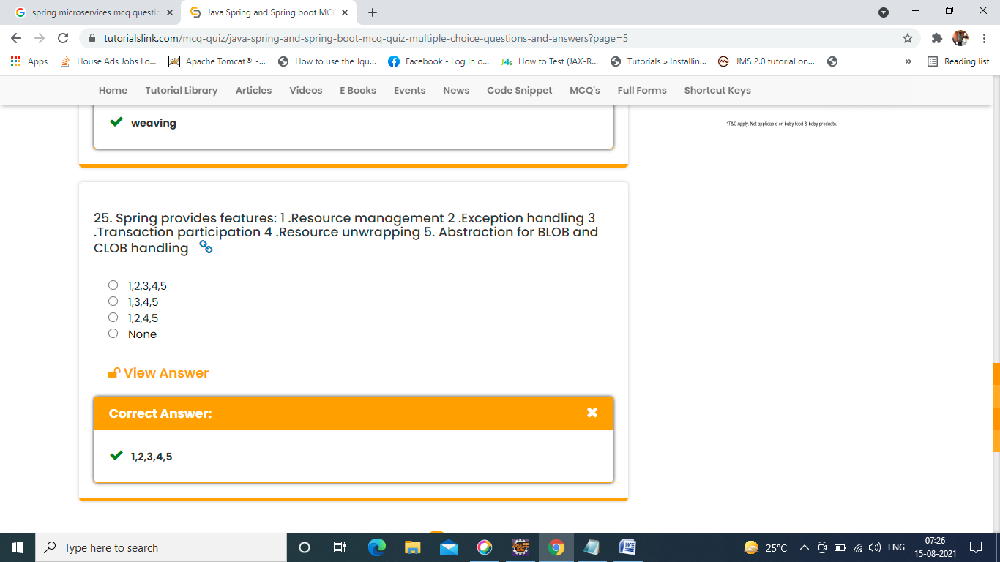 spring microservices mcq questic
Java Spring and Spring boot MC
tutorialslink.com/mcq-quiz/java-spring-and-spring-boot-mcq-quiz-multiple-choice-questions-and-answers?page=5
Apps House Ads Jobs Lo... Apache Tomcat® -... How to use the Jqu... Facebook - Log In o... J4s How to Test (JAX-R... Tutorials » Installin... JMS 2.0 tutorial on... » Reading list
Home Tutorial Library Articles Videos E Books Events News Code Snippet MCQ's Full Forms Shortcut Keys
weaving
*T&C Apply. Not applicable on baby food & baby products.
25. Spring provides features: 1 .Resource management 2 .Exception handling 3
.Transaction participation 4 .Resource unwrapping 5. Abstraction for BLOB and
CLOB handling
1,2,3,4,5
1,3,4,5
1,2,4,5
None
View Answer
Correct Answer:
1,2,3,4,5
Type here to search
25°C ENG 07:26
15-08-2021